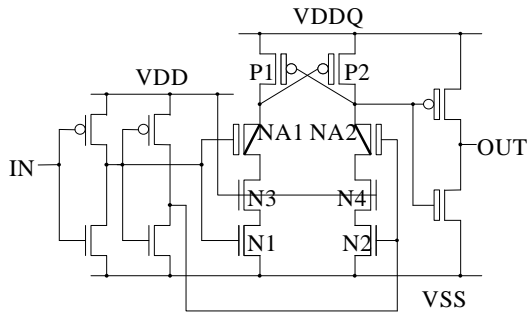 VDDQ
P1 P2
VDD
NA1 NA2
IN
OUT
N3 N4
N1 N2
VSS